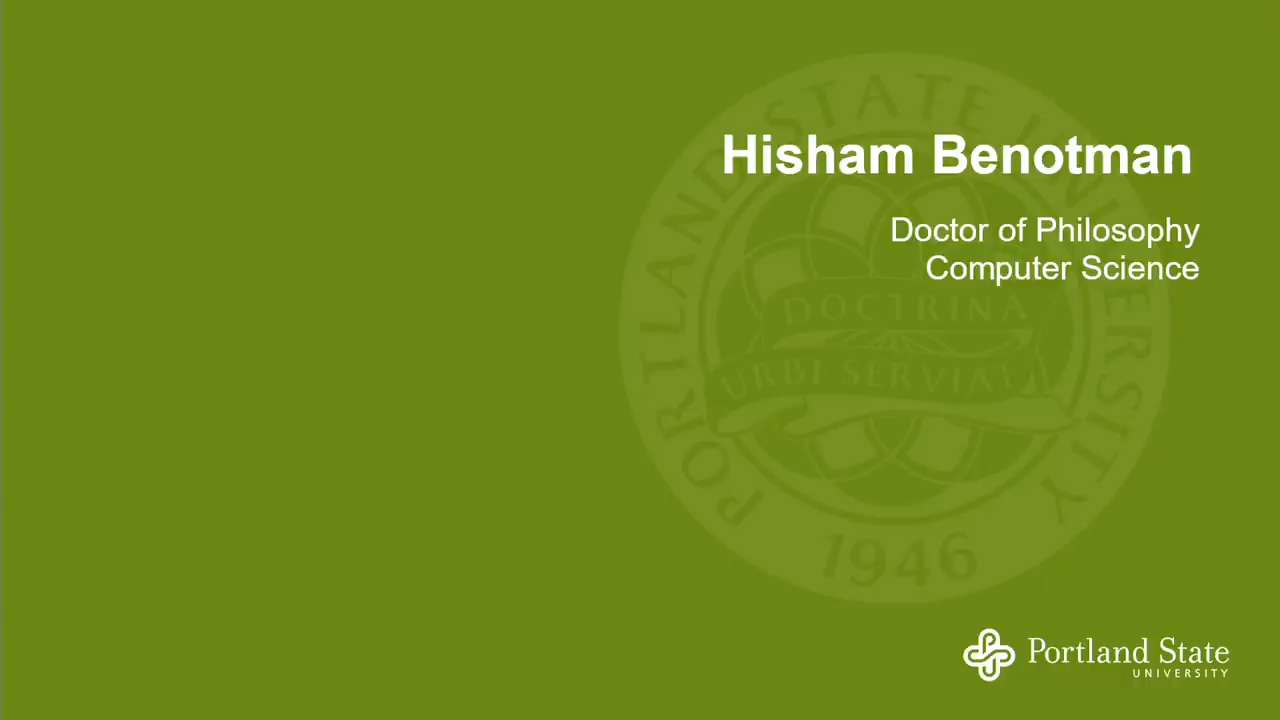 Hisham Benotman
Doctor of Philosophy
Computer Science
PORTLAND STATE UNIVERSITY
DOCTRINA
URBI SERVIAT
1946
Portland State
UNIVERSITY